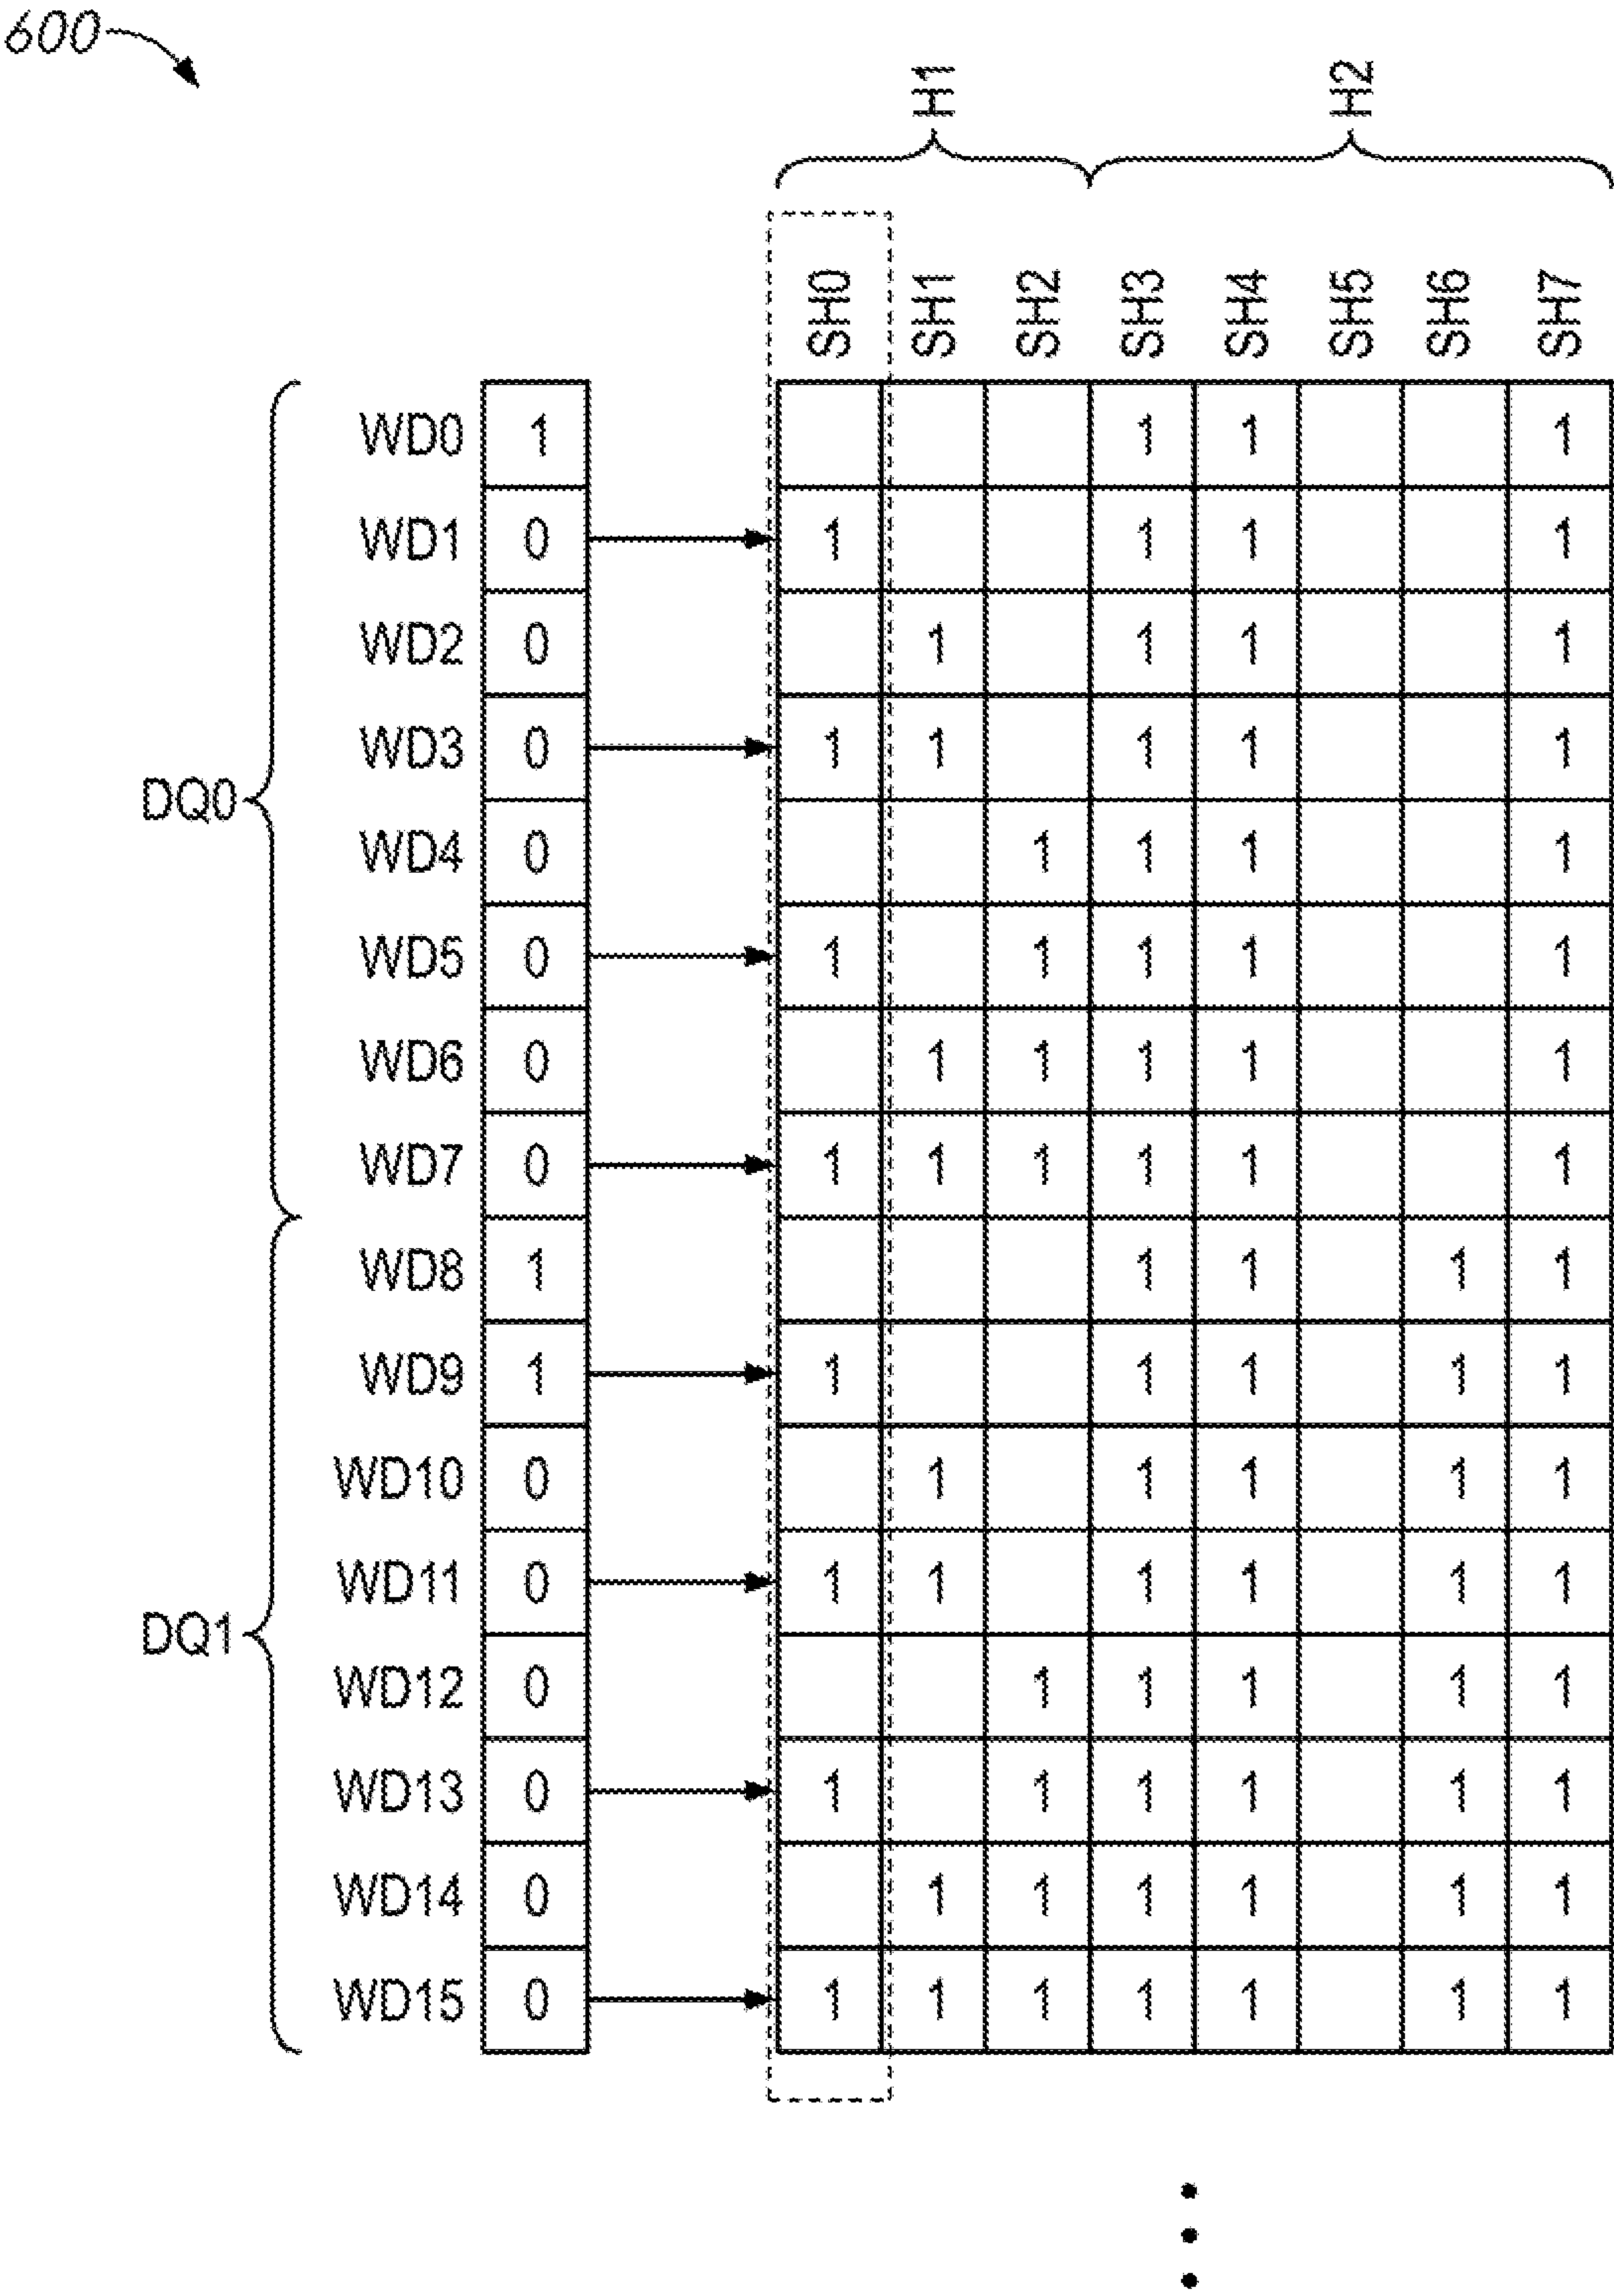 600
H1 H2
SH0 SH1 SH2 SH3 SH4 SH5 SH6 SH7
DQ0
WD0 1 1 1 1
WD1 0 1 1 1 1
WD2 0 1 1 1 1
WD3 0 1 1 1 1 1
WD4 0 1 1 1 1
WD5 0 1 1 1 1 1
WD6 0 1 1 1 1 1
WD7 0 1 1 1 1 1 1
DQ1
WD8 1 1 1 1 1
WD9 1 1 1 1 1 1
WD10 0 1 1 1 1 1
WD11 0 1 1 1 1 1 1
WD12 0 1 1 1 1 1
WD13 0 1 1 1 1 1 1
WD14 0 1 1 1 1 1 1
WD15 0 1 1 1 1 1 1 1